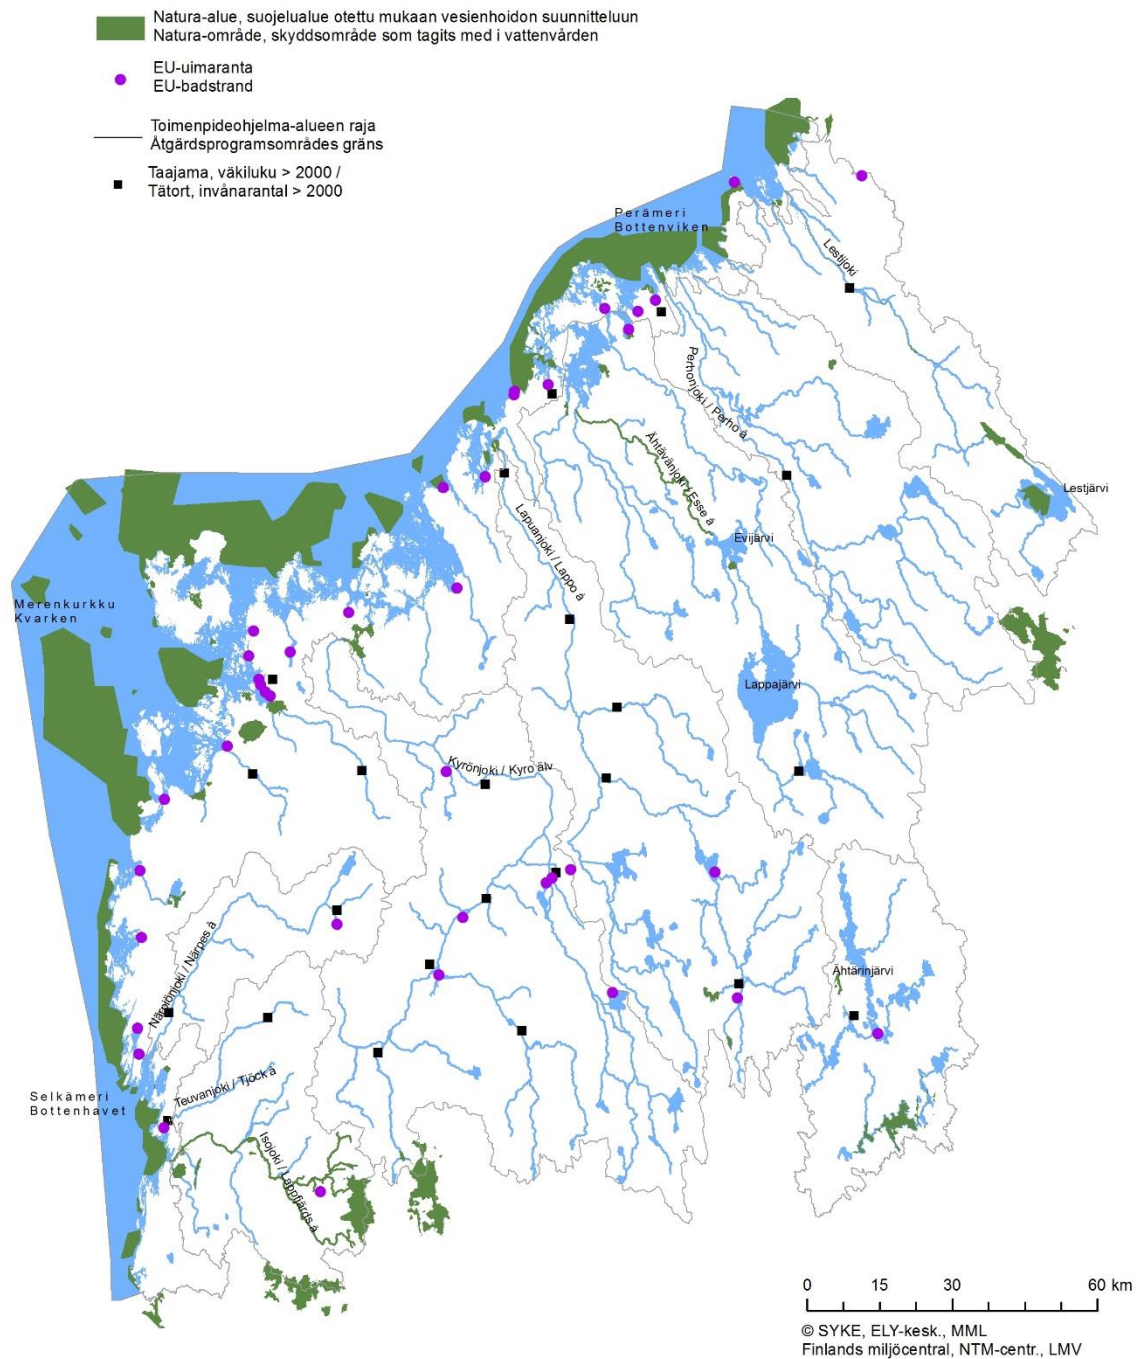 Natura-alue, suojelualue otettu mukaan vesienhoidon suunnitteluun
Natura-område, skyddsområde som tagits med i vattenvården
EU-uimaranta
EU-badstrand
Toimenpideohjelma-alueen raja
Åtgärdsprogramsområdes gräns
Taajama, väkiluku > 2000 /
Tätort, invånarantal > 2000
Perämeri
Bottenviken
Lestijoki
Perhonjoki / Perho å
Ähtävänjoki / Esse å
Lestjärvi
Lapuanjoki / Lappo å
Evijärvi
Merenkurkku
Kvarken
Lappajärvi
Kyrönjoki / Kyro älv
Närpiönjoki / Närpes å
Ähtärinjärvi
Selkämeri
Bottenhavet
Teuvanjoki / Tjöck å
Isojoki / Lappfjärds å
0 15 30 60 km
© SYKE, ELY-kesk., MML
Finlands miljöcentral, NTM-centr., LMV